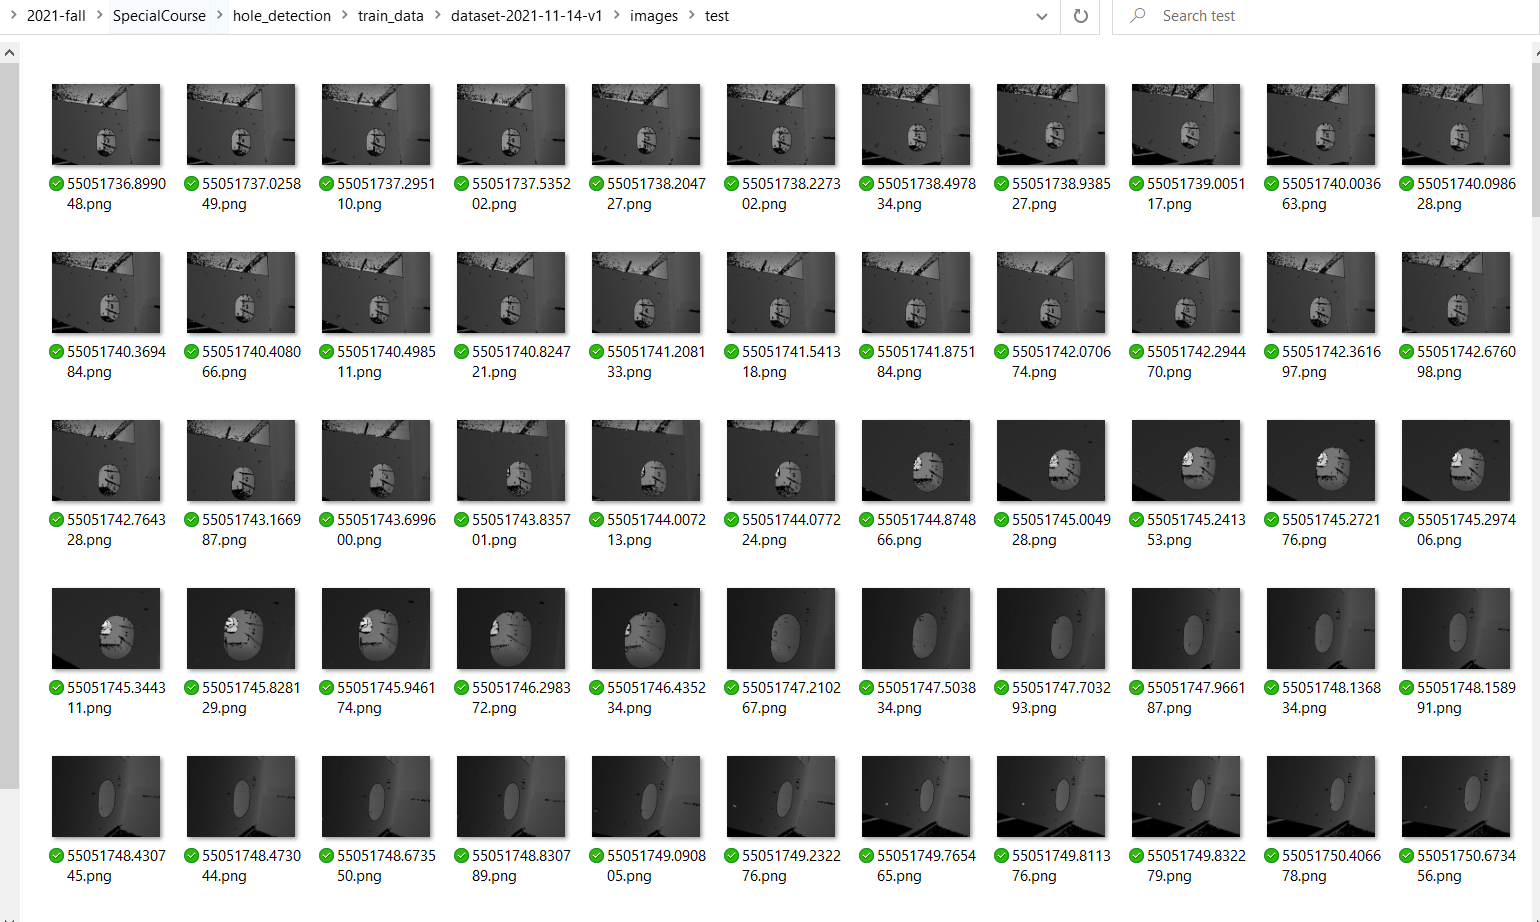 2021-fall > SpecialCourse > hole_detection > train_data > dataset-2021-11-14-v1 > images > test
Search test
55051736.8990 55051737.0258 55051737.2951 55051737.5352 55051738.2047 55051738.2273 55051738.4978 55051738.9385 55051739.0051 55051740.0036 55051740.0986
48.png 49.png 10.png 02.png 27.png 02.png 34.png 27.png 17.png 63.png 28.png
55051740.3694 55051740.4080 55051740.4985 55051740.8247 55051741.2081 55051741.5413 55051741.8751 55051742.0706 55051742.2944 55051742.3616 55051742.6760
84.png 66.png 11.png 21.png 33.png 18.png 84.png 74.png 70.png 97.png 98.png
55051742.7643 55051743.1669 55051743.6996 55051743.8357 55051744.0072 55051744.0772 55051744.8748 55051745.0049 55051745.2413 55051745.2721 55051745.2974
28.png 87.png 00.png 01.png 13.png 24.png 66.png 28.png 53.png 76.png 06.png
55051745.3443 55051745.8281 55051745.9461 55051746.2983 55051746.4352 55051747.2102 55051747.5038 55051747.7032 55051747.9661 55051748.1368 55051748.1589
11.png 29.png 74.png 72.png 34.png 67.png 34.png 93.png 87.png 34.png 91.png
55051748.4307 55051748.4730 55051748.6735 55051748.8307 55051749.0908 55051749.2322 55051749.7654 55051749.8113 55051749.8322 55051750.4066 55051750.6734
45.png 44.png 50.png 89.png 05.png 76.png 65.png 76.png 79.png 78.png 56.png